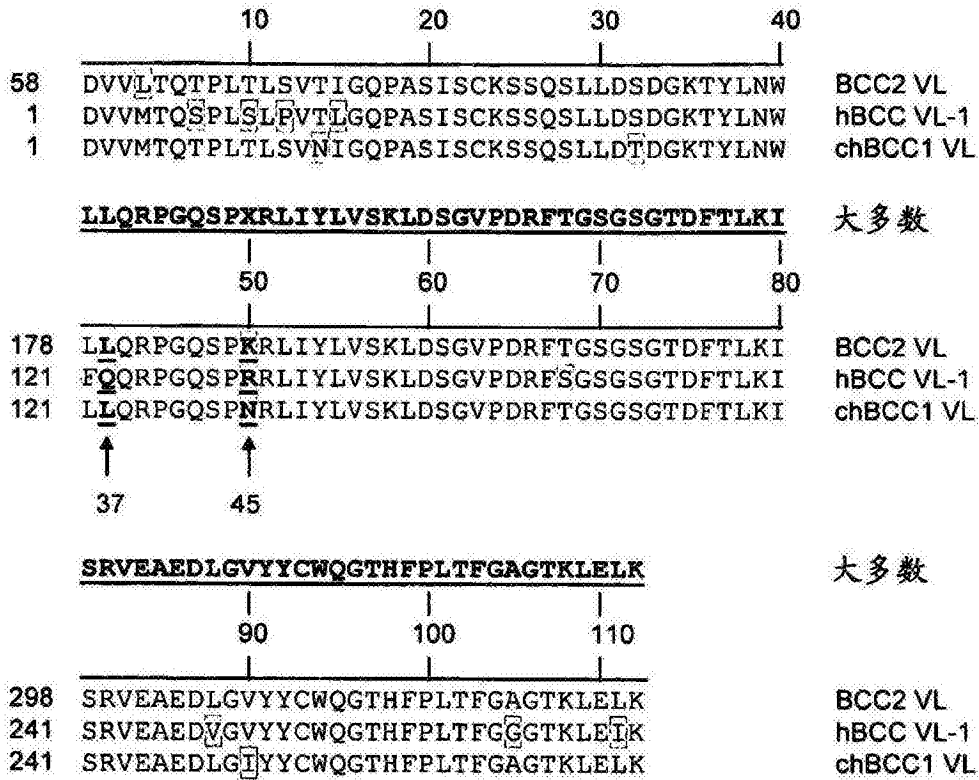 10 20 30 40
58 DVVLTQTPLTLSVTIGQPASISCKSSQSLLDSDGKTYLNW BCC2 VL
1 DVVMTQSPLSLPVTLGQPASISCKSSQSLLDSDGKTYLNW hBCC VL-1
1 DVVMTQTPLTLSVNIGQPASISCKSSQSLLDTDGKTYLNW chBCC1 VL
LLQRPGQSPXRLIYLVSKLDSGVPDRFTGSGSGTDFTLKI 大多数
50 60 70 80
178 LLQRPGQSPKRLIYLVSKLDSGVPDRFTGSGSGTDFTLKI BCC2 VL
121 FQQRPGQSPRRLIYLVSKLDSGVPDRFSGSGSGTDFTLKI hBCC VL-1
121 LLQRPGQSPNRLIYLVSKLDSGVPDRFTGSGSGTDFTLKI chBCC1 VL
37 45
SRVEAEDLGVYYCWQGTHFPLTFGAGTKLELK 大多数
90 100 110
298 SRVEAEDLGVYYCWQGTHFPLTFGAGTKLELK BCC2 VL
241 SRVEAEDVGVYYCWQGTHFPLTFGGGTKLEIK hBCC VL-1
241 SRVEAEDLGIYYCWQGTHFPLTFGAGTKLELK chBCC1 VL